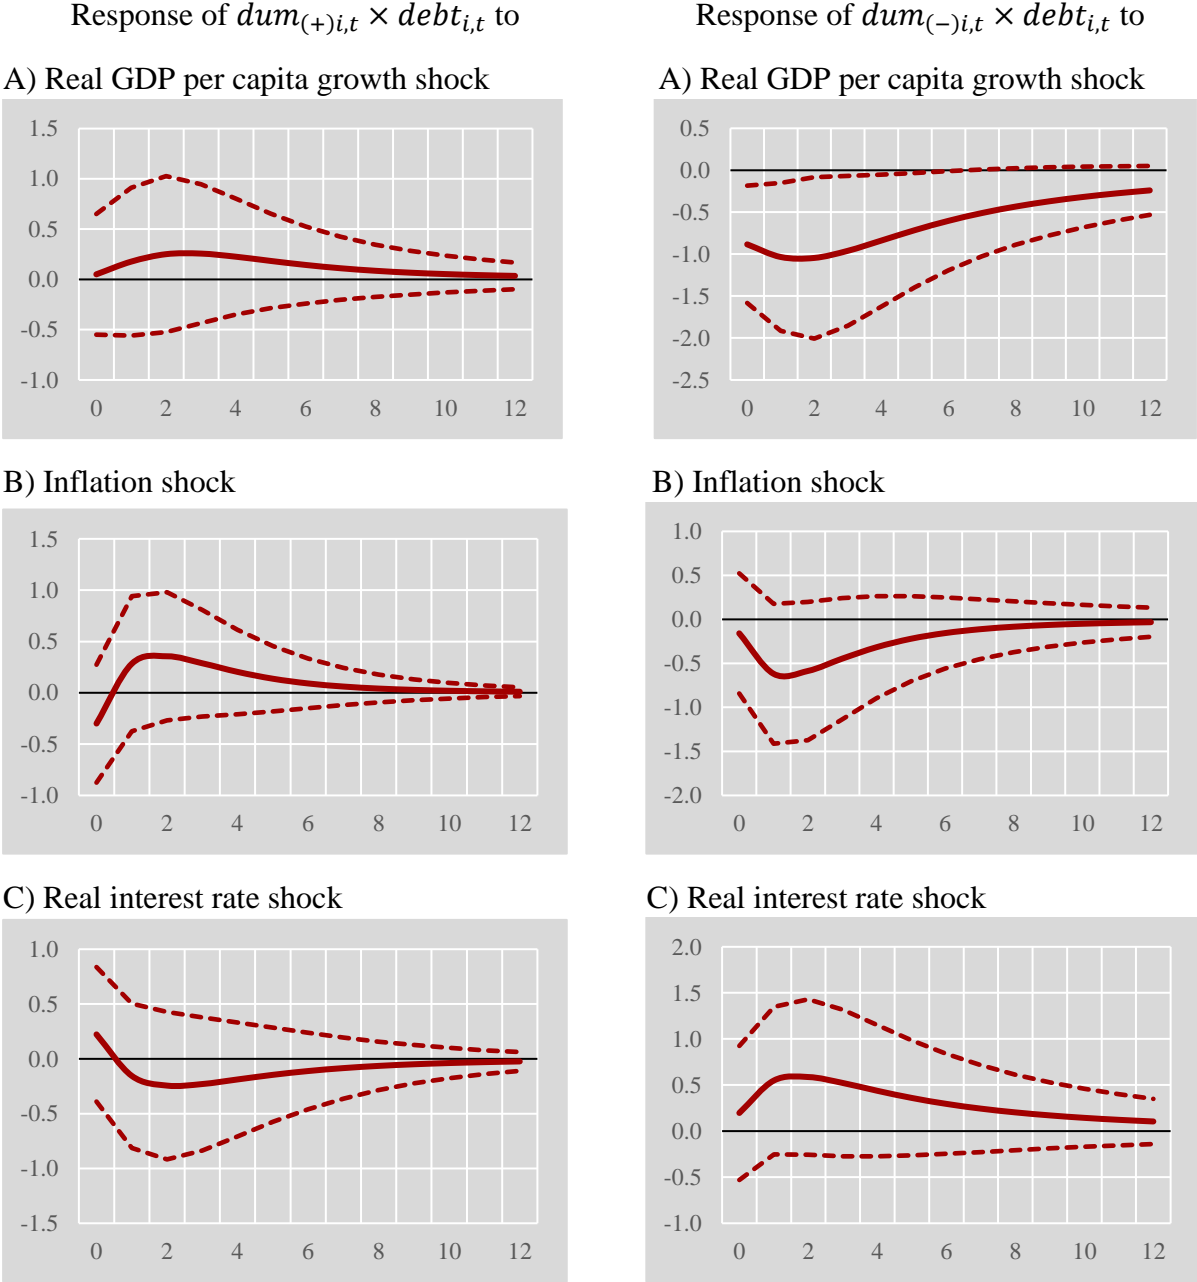 Response of dum(+)i,t × debti,t to
A) Real GDP per capita growth shock
1.5
1.0
0.5
0.0
-0.5
-1.0
0 2 4 6 8 10 12
B) Inflation shock
1.5
1.0
0.5
0.0
-0.5
-1.0
0 2 4 6 8 10 12
C) Real interest rate shock
1.0
0.5
0.0
-0.5
-1.0
-1.5
0 2 4 6 8 10 12
Response of dum(−)i,t × debti,t to
A) Real GDP per capita growth shock
0.5
0.0
-0.5
-1.0
-1.5
-2.0
-2.5
0 2 4 6 8 10 12
B) Inflation shock
1.0
0.5
0.0
-0.5
-1.0
-1.5
-2.0
0 2 4 6 8 10 12
C) Real interest rate shock
2.0
1.5
1.0
0.5
0.0
-0.5
-1.0
0 2 4 6 8 10 12